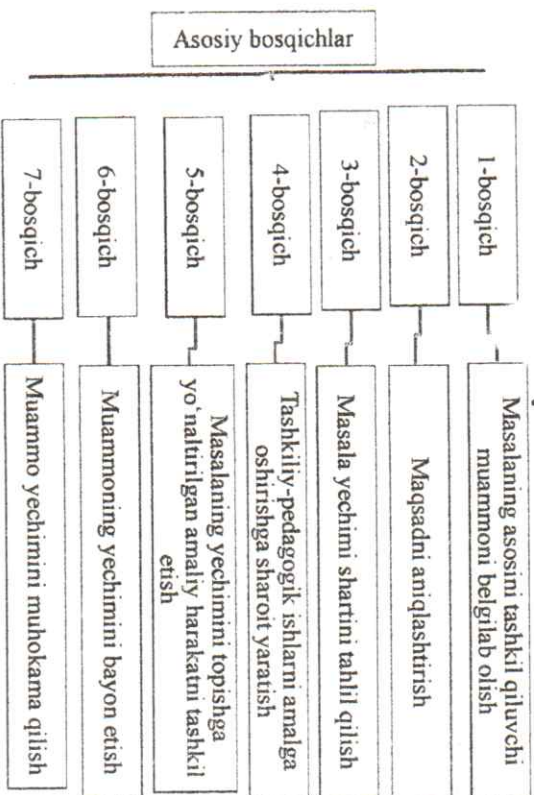 Asosiy bosqichlar
1-bosqich
Masalaning asosini tashkil qiluvchi
muammoni belgilab olish
2-bosqich
Maqsadni aniqlashtirish
3-bosqich
Masala yechimi shartini tahlil qilish
4-bosqich
Tashkiliy-pedagogik ishlarni amalga
oshirishga sharoit yaratish
5-bosqich
Masalaning yechimini topishga
yo‘naltirilgan amaliy harakatni tashkil
etish
6-bosqich
Muammoning yechimini bayon etish
7-bosqich
Muammo yechimini muhokama qilish